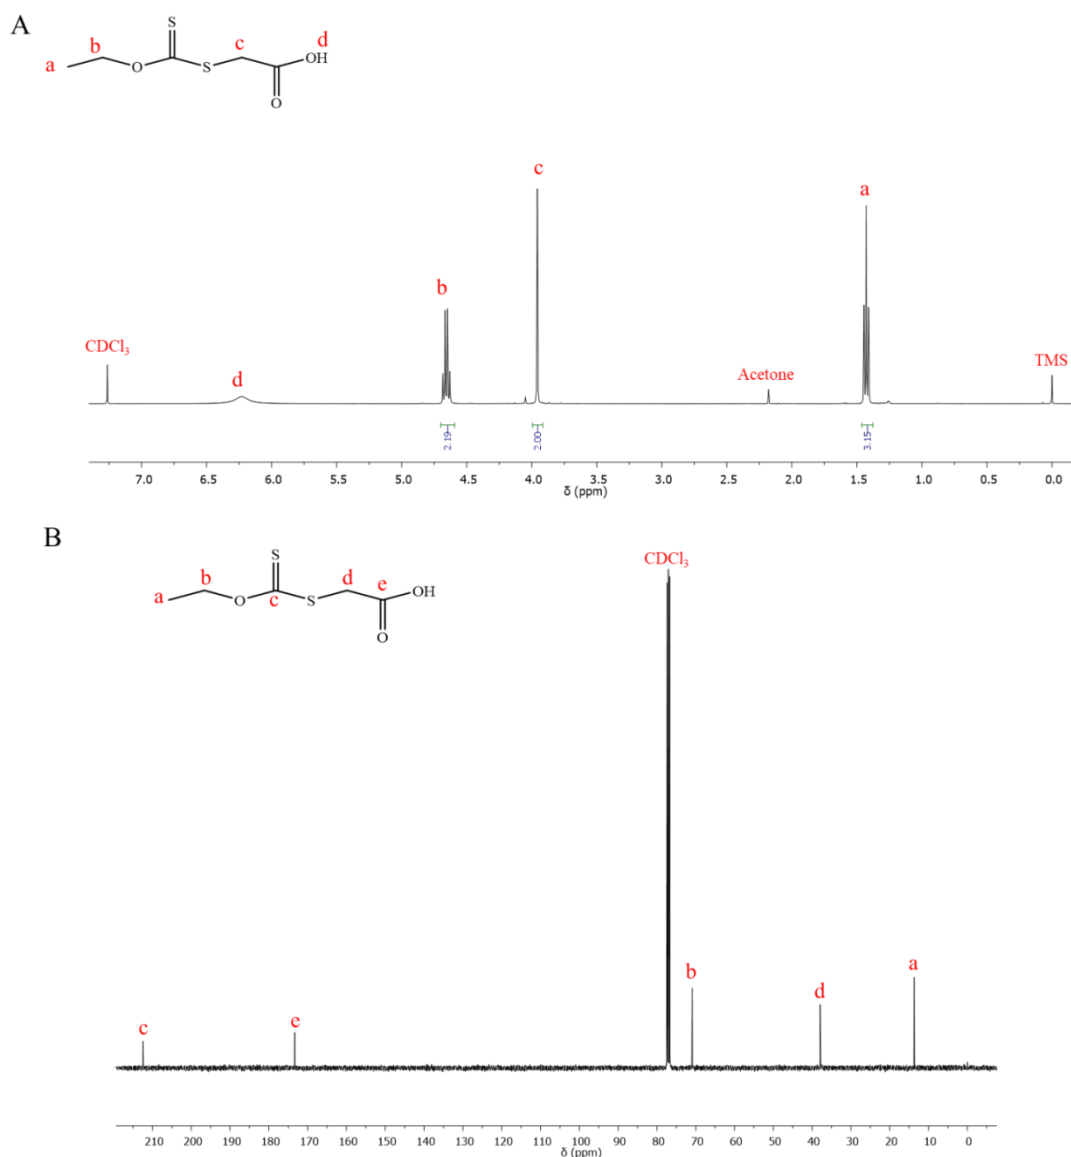 A
S
b
c
d
a
O
S
OH
O
c
a
b
CDCl₃
d
Acetone
TMS
2.19
2.00
3.15
7.0 6.5 6.0 5.5 5.0 4.5 4.0 3.5 3.0 2.5 2.0 1.5 1.0 0.5 0.0
δ (ppm)
B
CDCl₃
S
b
d
e
OH
a
O
c
S
O
b
a
d
c
e
210 200 190 180 170 160 150 140 130 120 110 100 90 80 70 60 50 40 30 20 10 0
δ (ppm)